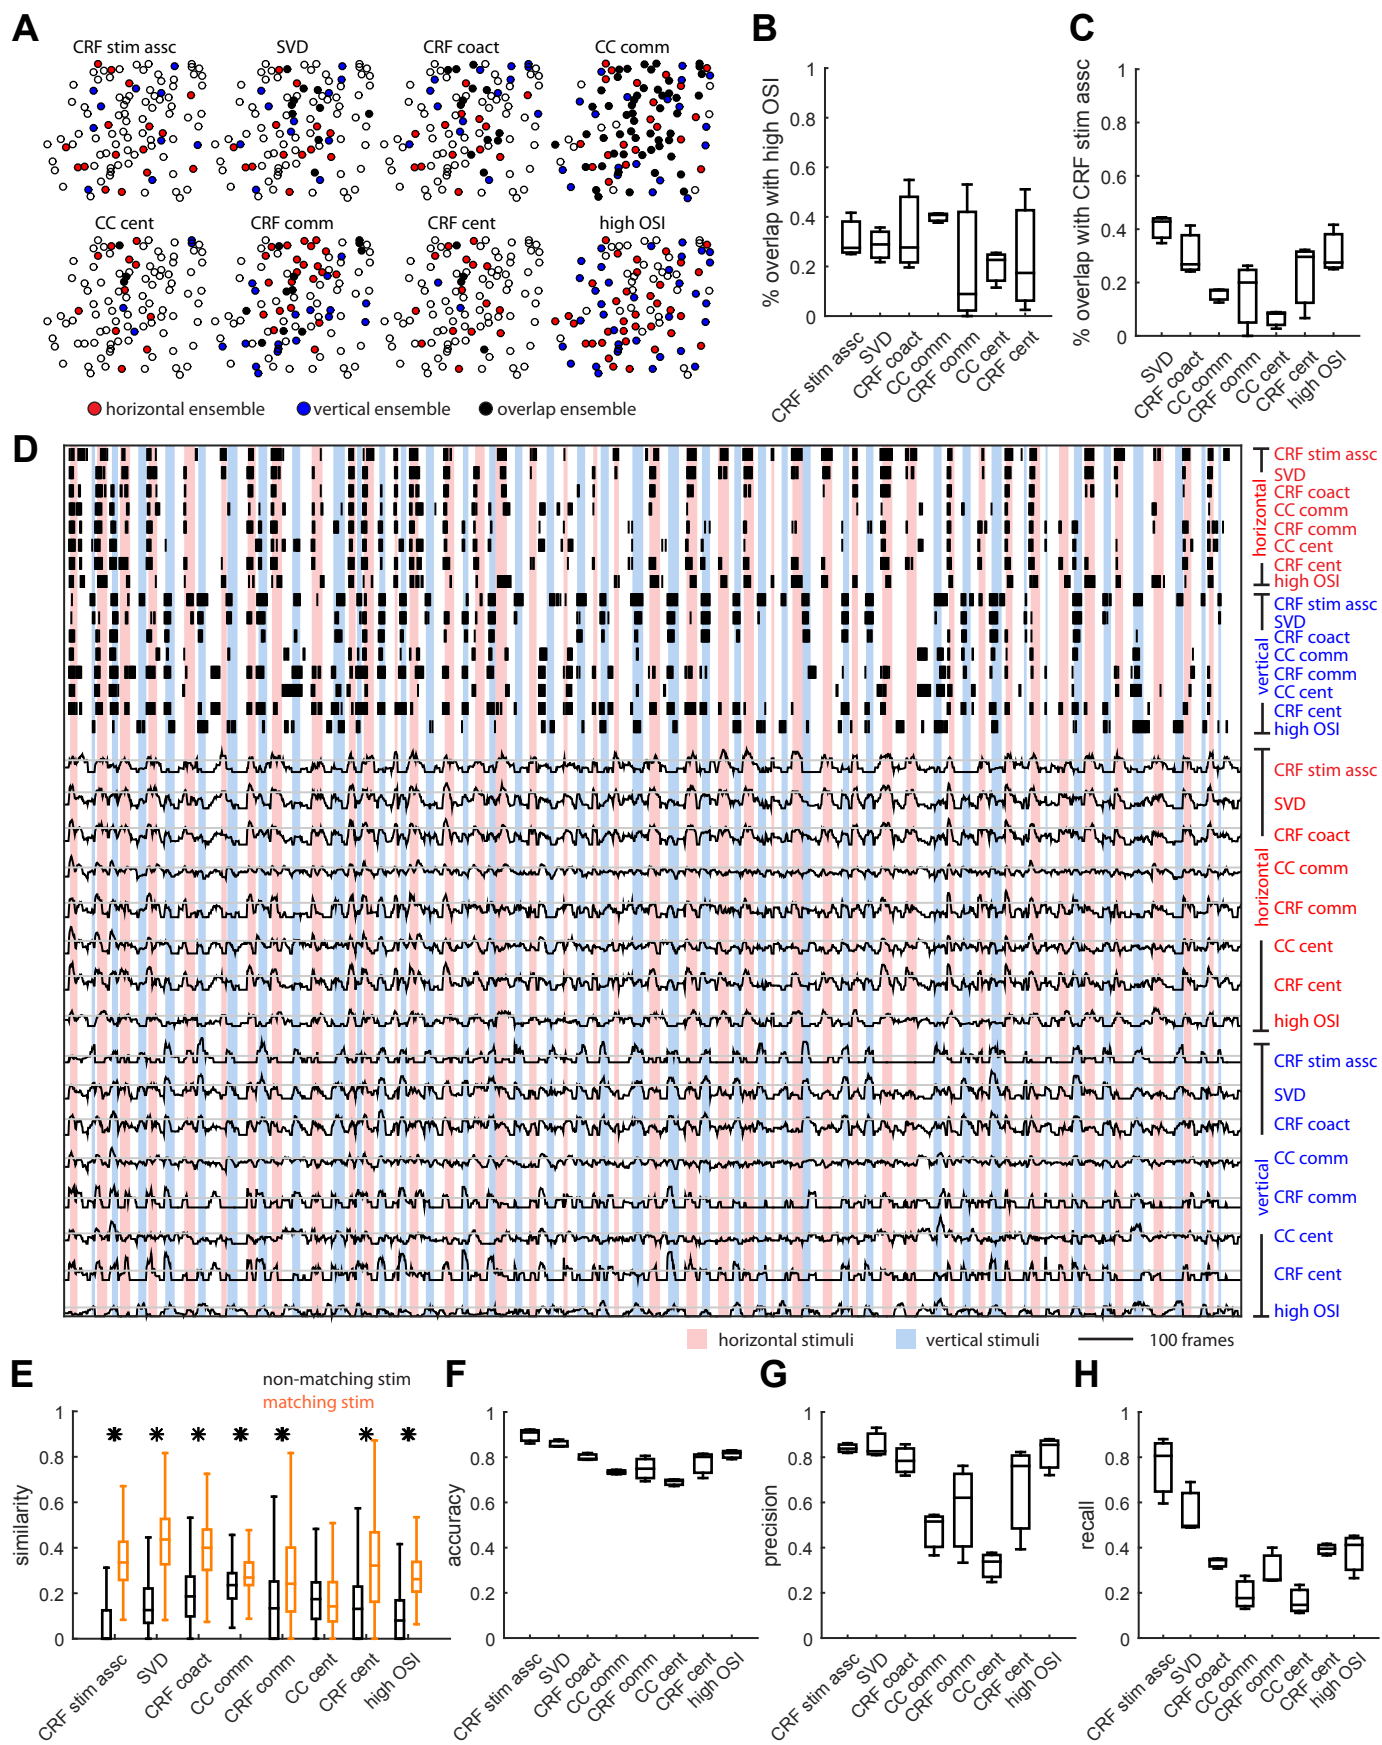 A
CRF stim assc
SVD
CRF coact
CC comm
CC cent
CRF comm
CRF cent
high OSI
horizontal ensemble
vertical ensemble
overlap ensemble
B
% overlap with high OSI
1
0.8
0.6
0.4
0.2
0
CRF stim assc
SVD
CRF coact
CC comm
CRF comm
CC cent
CRF cent
C
% overlap with CRF stim assc
1
0.8
0.6
0.4
0.2
0
SVD
CRF coact
CC comm
CRF comm
CC cent
CRF cent
high OSI
D
horizontal
CRF stim assc
SVD
CRF coact
CC comm
CRF comm
CC cent
CRF cent
high OSI
vertical
CRF stim assc
SVD
CRF coact
CC comm
CRF comm
CC cent
CRF cent
high OSI
horizontal
CRF stim assc
SVD
CRF coact
CC comm
CRF comm
CC cent
CRF cent
high OSI
vertical
CRF stim assc
SVD
CRF coact
CC comm
CRF comm
CC cent
CRF cent
high OSI
horizontal stimuli
vertical stimuli
100 frames
E
non-matching stim
matching stim
similarity
1
0.8
0.6
0.4
0.2
0
CRF stim assc
SVD
CRF coact
CC comm
CRF comm
CC cent
CRF cent
high OSI
F
accuracy
1
0.8
0.6
0.4
0.2
0
CRF stim assc
SVD
CRF coact
CC comm
CRF comm
CC cent
CRF cent
high OSI
G
precision
1
0.8
0.6
0.4
0.2
0
CRF stim assc
SVD
CRF coact
CC comm
CRF comm
CC cent
CRF cent
high OSI
H
recall
1
0.8
0.6
0.4
0.2
0
CRF stim assc
SVD
CRF coact
CC comm
CRF comm
CC cent
CRF cent
high OSI